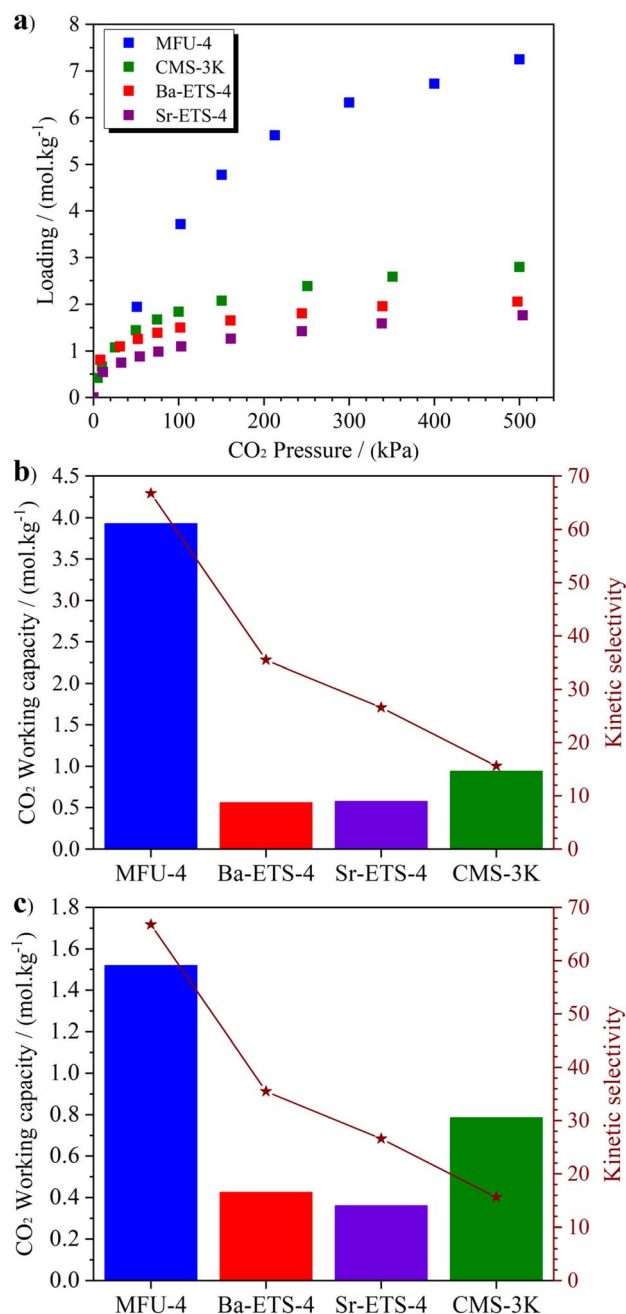 a)
MFU-4
CMS-3K
Ba-ETS-4
Sr-ETS-4
Loading / (mol.kg⁻¹)
8
7
6
5
4
3
2
1
0
0 100 200 300 400 500
CO₂ Pressure / (kPa)
b)
CO₂ Working capacity / (mol.kg⁻¹)
4.5
4.0
3.5
3.0
2.5
2.0
1.5
1.0
0.5
0.0
70
60
50
40
30
20
10
0
Kinetic selectivity
MFU-4 Ba-ETS-4 Sr-ETS-4 CMS-3K
c)
CO₂ Working capacity / (mol.kg⁻¹)
1.8
1.6
1.4
1.2
1.0
0.8
0.6
0.4
0.2
0.0
70
60
50
40
30
20
10
0
Kinetic selectivity
MFU-4 Ba-ETS-4 Sr-ETS-4 CMS-3K